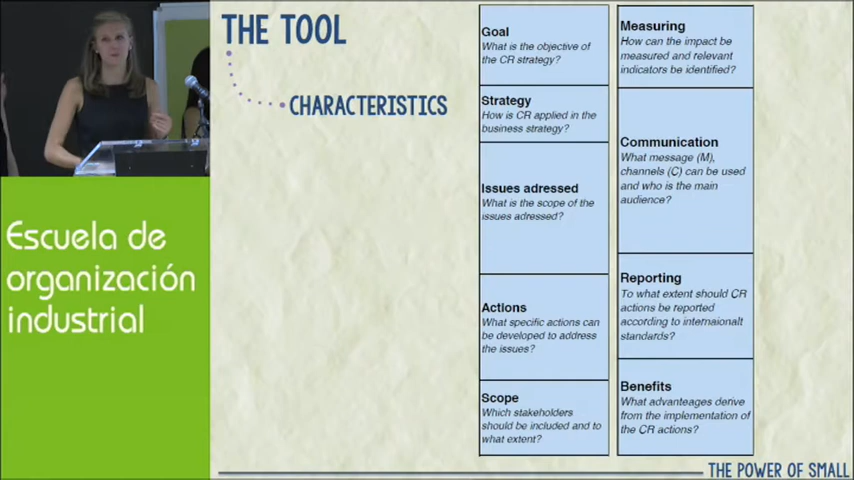 THE TOOL
CHARACTERISTICS
Goal
What is the objective of
the CR strategy?
Strategy
How is CR applied in the
business strategy?
Issues adressed
What is the scope of the
issues adressed?
Actions
What specific actions can
be developed to address
the issues?
Scope
Which stakeholders
should be included and to
what extent?
Measuring
How can the impact be
measured and relevant
indicators be identified?
Communication
What message (M),
channels (C) can be used
and who is the main
audience?
Reporting
To what extent should CR
actions be reported
according to internaionalt
standards?
Benefits
What advanteages derive
from the implementation of
the CR actions?
Escuela de
organización
industrial
THE POWER OF SMALL